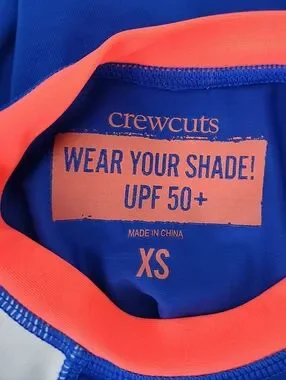 crewcuts
WEAR YOUR SHADE!
UPF 50+
MADE IN CHINA
XS